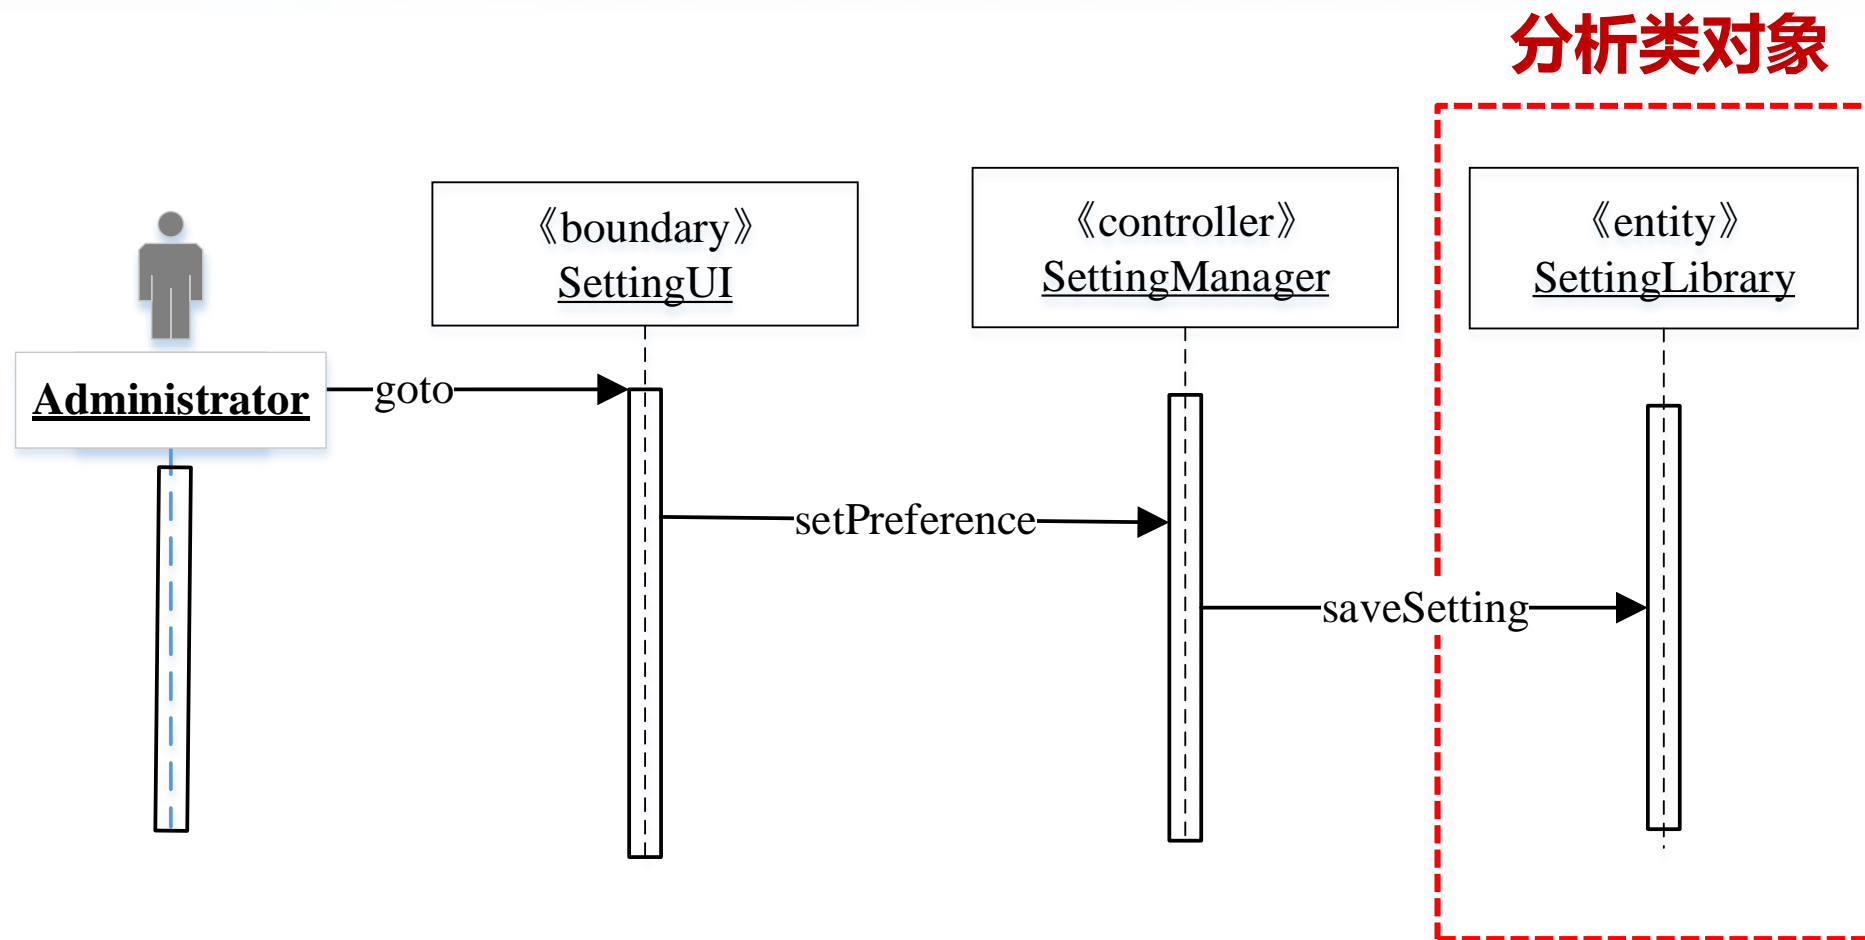 分析类对象
《boundary》
SettingUI
《controller》
SettingManager
《entity》
SettingLibrary
Administrator
goto
setPreference
saveSetting